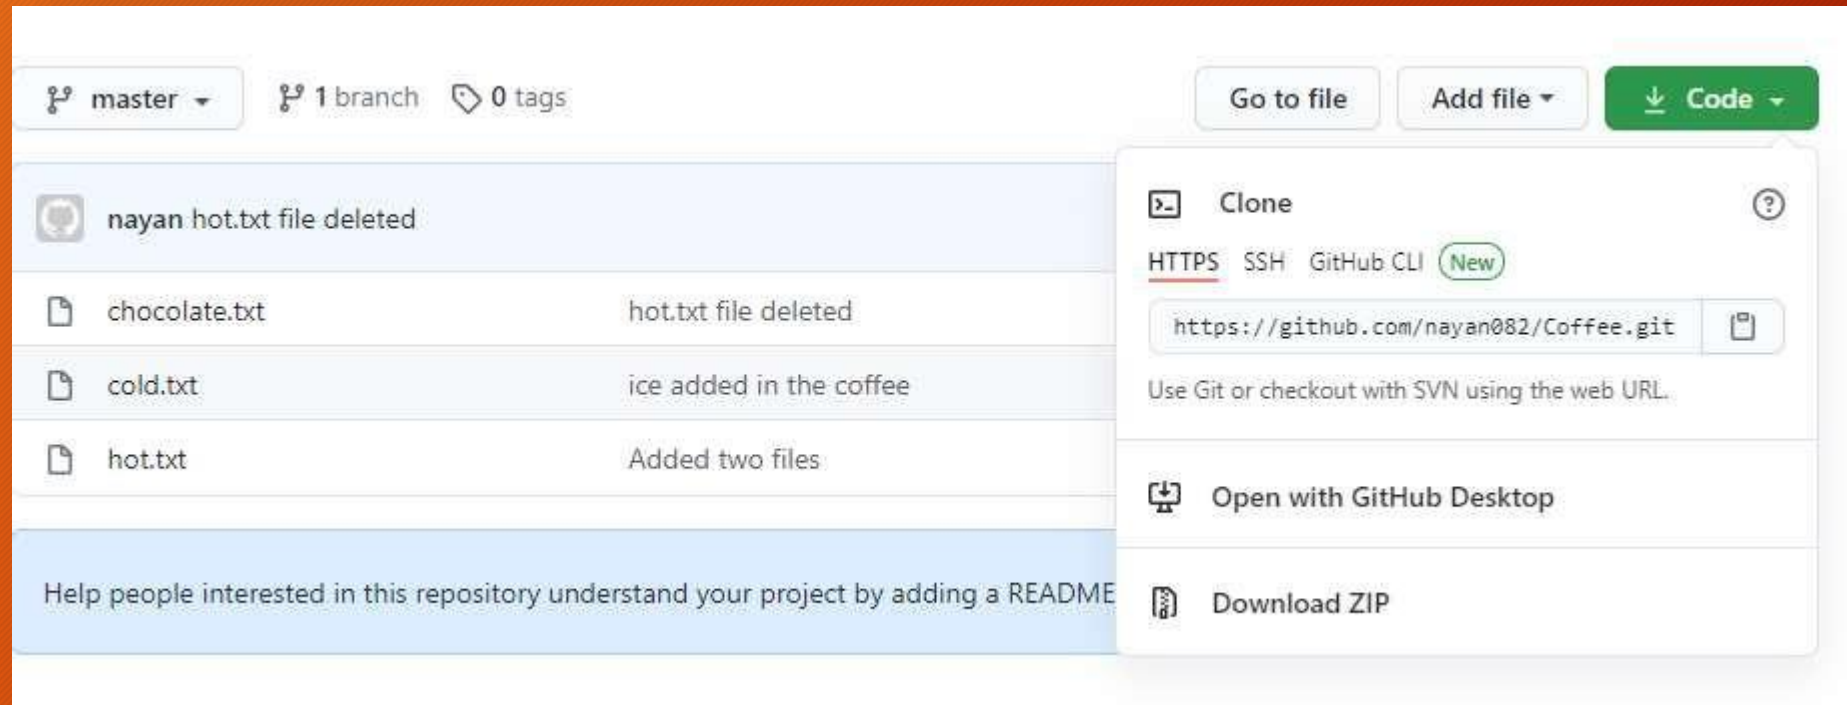 master 1 branch 0 tags Go to file Add file Code
nayan hot.txt file deleted
chocolate.txt hot.txt file deleted
cold.txt ice added in the coffee
hot.txt Added two files
Help people interested in this repository understand your project by adding a README
Clone
HTTPS SSH GitHub CLI New
https://github.com/nayan082/Coffee.git
Use Git or checkout with SVN using the web URL.
Open with GitHub Desktop
Download ZIP